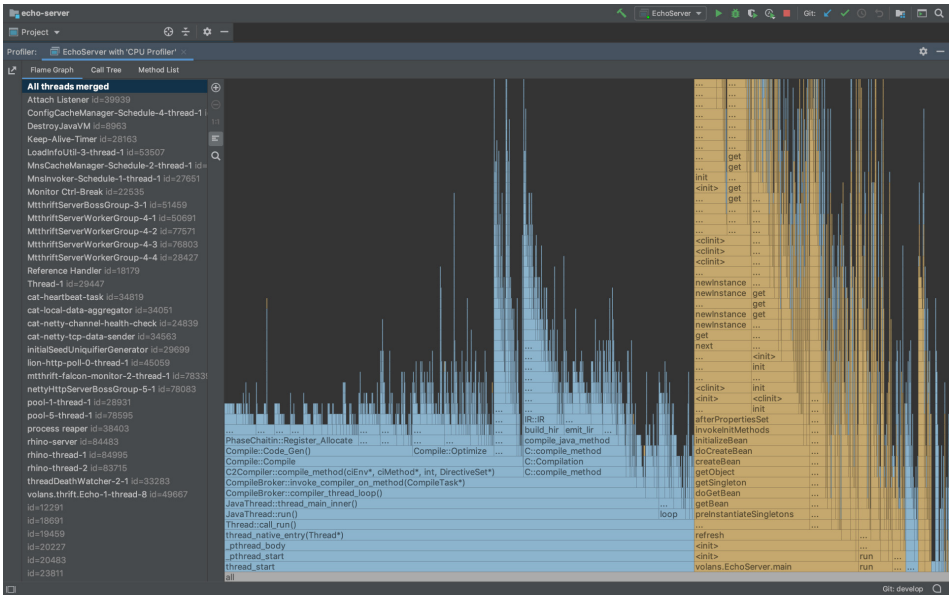 echo-server
EchoServer
Git:
Project
Profiler: EchoServer with 'CPU Profiler' ×
Flame Graph Call Tree Method List
All threads merged
Attach Listener id=39939
ConfigCacheManager-Schedule-4-thread-1 i
DestroyJavaVM id=8963
Keep-Alive-Timer id=28163
LoadInfoUtil-3-thread-1 id=53507
MnsCacheManager-Schedule-2-thread-1 id=
MnsInvoker-Schedule-1-thread-1 id=27651
Monitor Ctrl-Break id=22535
MtthriftServerBossGroup-3-1 id=51459
MtthriftServerWorkerGroup-4-1 id=50691
MtthriftServerWorkerGroup-4-2 id=77571
MtthriftServerWorkerGroup-4-3 id=76803
MtthriftServerWorkerGroup-4-4 id=28427
Reference Handler id=18179
Thread-1 id=29447
cat-heartbeat-task id=34819
cat-local-data-aggregator id=34051
cat-netty-channel-health-check id=24839
cat-netty-tcp-data-sender id=34563
initialSeedUniquifierGenerator id=29699
lion-http-poll-0-thread-1 id=45059
mtthrift-falcon-monitor-2-thread-1 id=78339
nettyHttpServerBossGroup-5-1 id=78083
pool-1-thread-1 id=28931
pool-5-thread-1 id=78595
process reaper id=38403
rhino-server id=84483
rhino-thread-1 id=84995
rhino-thread-2 id=83715
threadDeathWatcher-2-1 id=33283
volans.thrift.Echo-1-thread-8 id=49667
id=12291
id=18691
id=19459
id=20227
id=20483
id=23811
1:1
... ...
... ...
... ...
... ...
... get
... get
init ...
<init> get
... get
... ... ...
... ... ...
... ... ...
<clinit> ...
<clinit> ...
<clinit> ...
... ...
newInstance ...
newInstance get
... get
newInstance get
newInstance ...
get ...
next ...
... <init>
... init
... ...
<clinit> init
<init> <clinit>
... init
IR::IR afterPropertiesSet
... build_hir emit_lir ... invokeInitMethods ...
PhaseChaitin::Register_Allocate ... ... ... compile_java_method initializeBean ...
Compile::Code_Gen() Compile::Optimize ... C::compile_method doCreateBean ...
Compile::Compile C::Compilation createBean ...
C2Compiler::compile_method(ciEnv*, ciMethod*, int, DirectiveSet*) C::compile_method getObject ...
CompileBroker::invoke_compiler_on_method(CompileTask*) getSingleton ...
CompileBroker::compiler_thread_loop() doGetBean ...
JavaThread::thread_main_inner() ... getBean ...
JavaThread::run() loop preInstantiateSingletons ...
Thread::call_run() ...
thread_native_entry(Thread*) refresh ...
_pthread_body <init> ...
_pthread_start <init> run ...
thread_start volans.EchoServer.main run ... ...
all
Git: develop